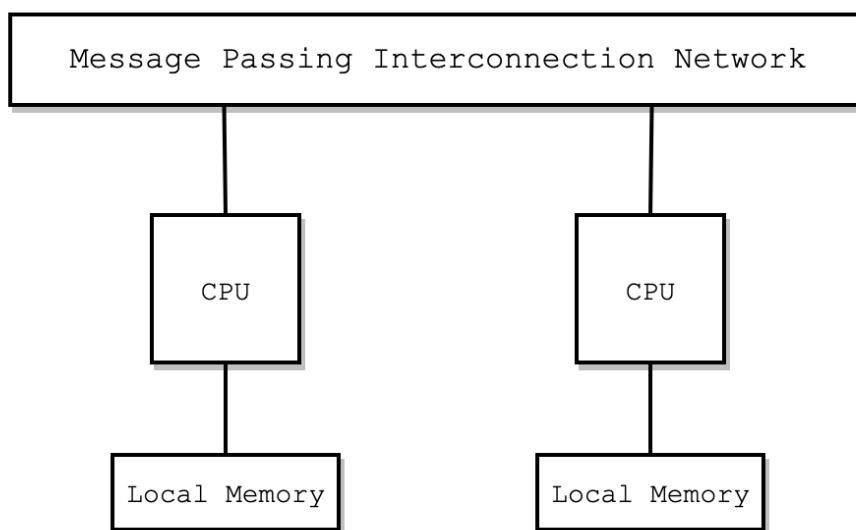 Message Passing Interconnection Network
CPU
CPU
Local Memory
Local Memory